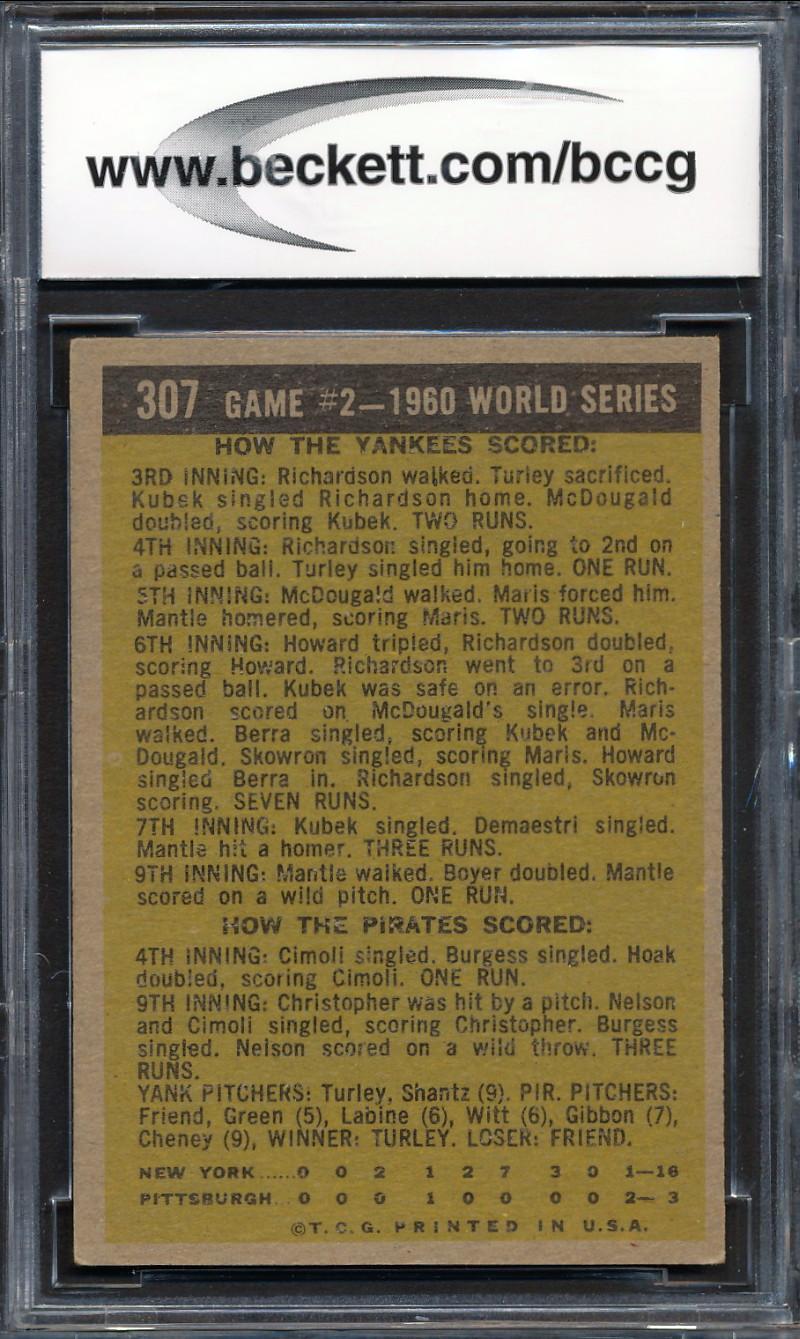 www.beckett.com/bccg
307 GAME #2—1960 WORLD SERIES
HOW THE YANKEES SCORED:
3RD INNING: Richardson walked. Turley sacrificed.
Kubek singled Richardson home. McDougald
doubled, scoring Kubek. TWO RUNS.
4TH INNING: Richardson singled, going to 2nd on
a passed ball. Turley singled him home. ONE RUN.
5TH INNING: McDougald walked. Maris forced him.
Mantle homered, scoring Maris. TWO RUNS.
6TH INNING: Howard tripled, Richardson doubled,
scoring Howard. Richardson went to 3rd on a
passed ball. Kubek was safe on an error. Rich-
ardson scored on McDougald's single. Maris
walked. Berra singled, scoring Kubek and Mc-
Dougald. Skowron singled, scoring Maris. Howard
singled Berra in. Richardson singled, Skowron
scoring. SEVEN RUNS.
7TH INNING: Kubek singled. Demaestri singled.
Mantle hit a homer. THREE RUNS.
9TH INNING: Mantle walked. Boyer doubled. Mantle
scored on a wild pitch. ONE RUN.
HOW THE PIRATES SCORED:
4TH INNING: Cimoli singled. Burgess singled. Hoak
doubled, scoring Cimoli. ONE RUN.
9TH INNING: Christopher was hit by a pitch. Nelson
and Cimoli singled, scoring Christopher. Burgess
singled. Nelson scored on a wild throw. THREE
RUNS.
YANK PITCHERS: Turley, Shantz (9). PIR. PITCHERS:
Friend, Green (5), Labine (6), Witt (6), Gibbon (7),
Cheney (9), WINNER: TURLEY. LOSER: FRIEND.
NEW YORK......0 0 2 1 2 7 3 0 1—16
PITTSBURGH...0 0 0 1 0 0 0 0 2— 3
©T.C.G. PRINTED IN U.S.A.